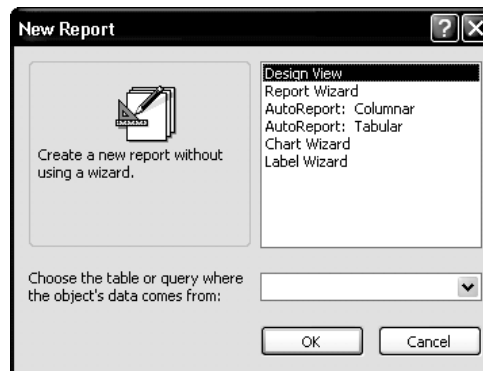 New Report
Create a new report without
using a wizard.
Design View
Report Wizard
AutoReport: Columnar
AutoReport: Tabular
Chart Wizard
Label Wizard
Choose the table or query where
the object's data comes from:
OK
Cancel